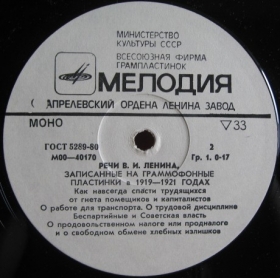 МИНИСТЕРСТВО
КУЛЬТУРЫ СССР
ВСЕСОЮЗНАЯ ФИРМА
ГРАМПЛАСТИНОК
МЕЛОДИЯ
АПРЕЛЕВСКИЙ ОРДЕНА ЛЕНИНА ЗАВОД
МОНО
▽33
ГОСТ 5289-80
2
М00—40170
Гр. 1. 0-17
РЕЧИ В. И. ЛЕНИНА,
ЗАПИСАННЫЕ НА ГРАММОФОННЫЕ
ПЛАСТИНКИ в 1919—1921 ГОДАХ
Как навсегда спасти трудящихся
от гнета помещиков и капиталистов
О работе для транспорта. О трудовой дисциплине
Беспартийные и Советская власть
О продовольственном налоге или продналоге
и о свободном обмене хлебных излишков